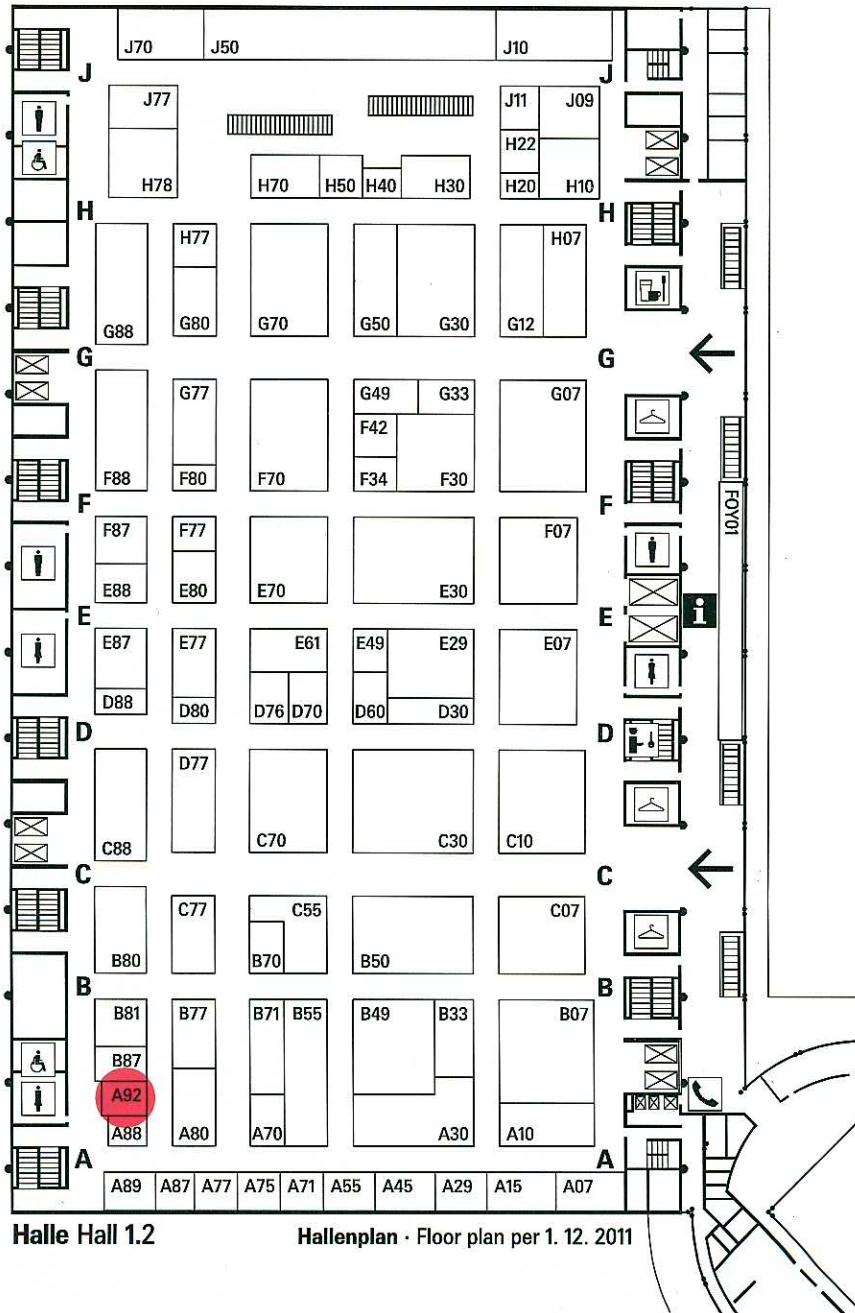 J70 J50 J10
J J
J77 J11 J09
H22
H78 H70 H50 H40 H30 H20 H10
H H
H77 H07
G88 G80 G70 G50 G30 G12
G G
G77 G49 G33 G07
F42
F88 F80 F70 F34 F30
F F
FOY01
F87 F77 F07
E88 E80 E70 E30
E E
i
E87 E77 E61 E49 E29 E07
D88 D80 D76 D70 D60 D30
D D
D77
C88 C70 C30 C10
C C
C77 C55 C07
B80 B70 B50
B B
B81 B77 B71 B55 B49 B33 B07
B87
A92
A88 A80 A70 A30 A10
A A
A89 A87 A77 A75 A71 A55 A45 A29 A15 A07
Halle Hall 1.2 Hallenplan · Floor plan per 1. 12. 2011